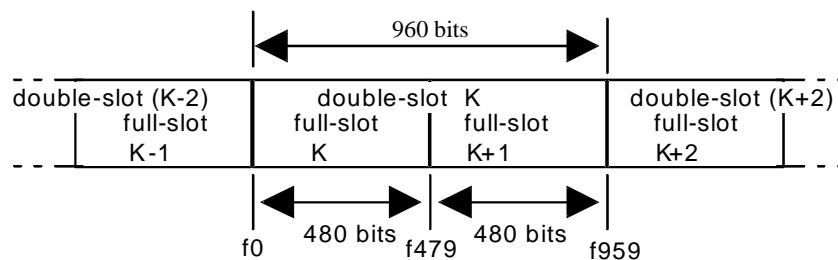 960 bits
double-slot (K-2) double-slot K double-slot (K+2)
full-slot full-slot full-slot full-slot
K-1 K K+1 K+2
480 bits 480 bits
f0 f479 f959